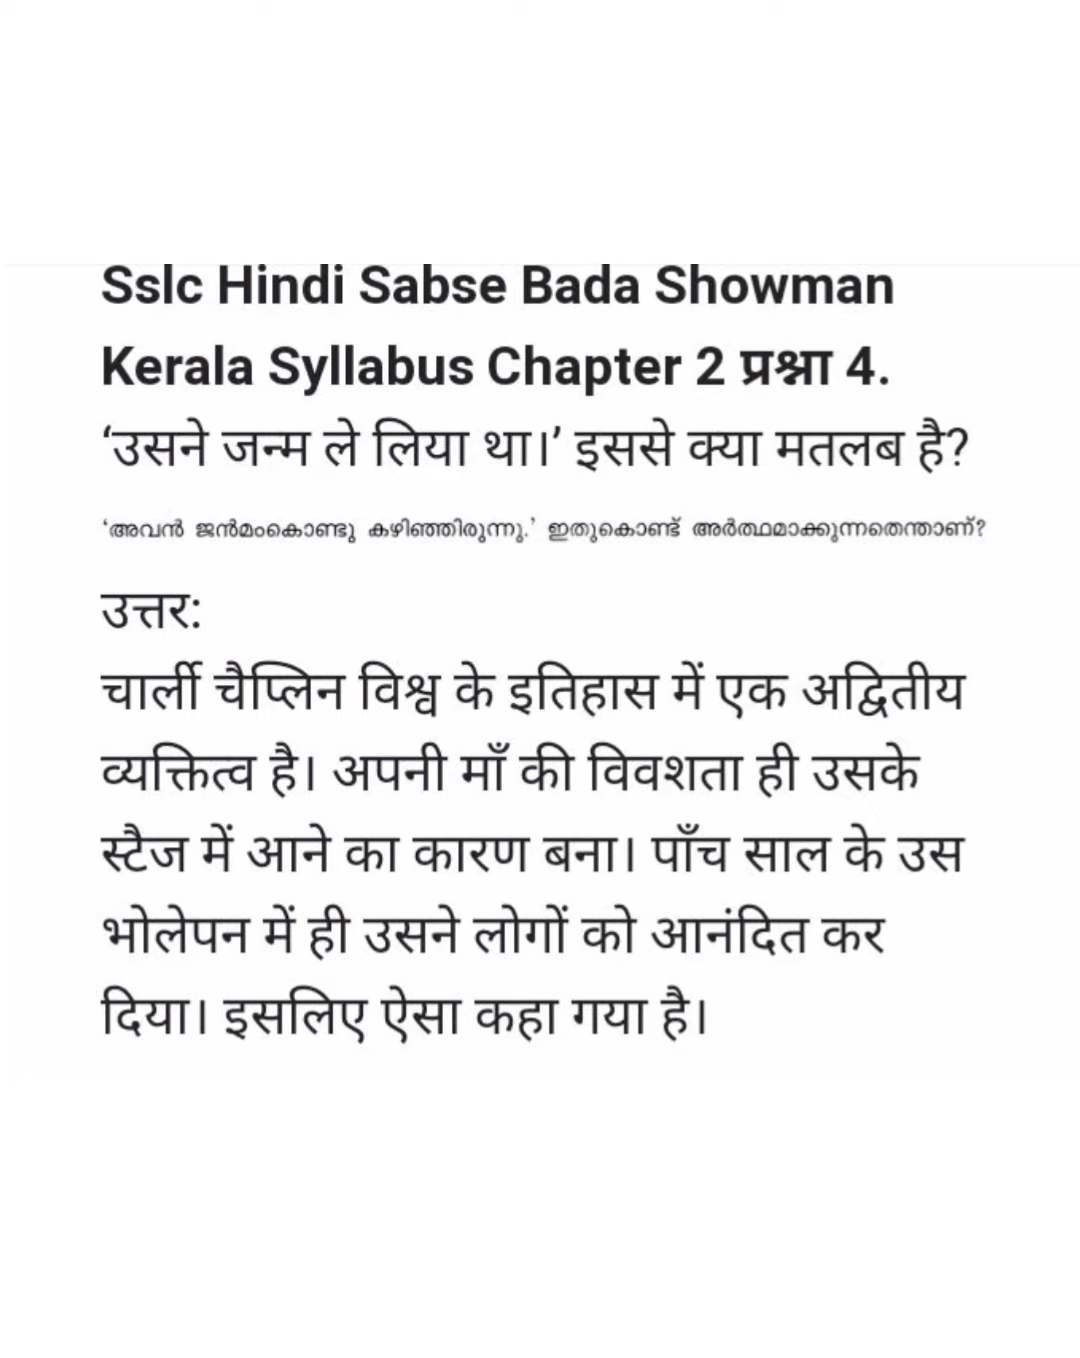 Sslc Hindi Sabse Bada Showman
Kerala Syllabus Chapter 2 प्रश्ना 4.
‘उसने जन्म ले लिया था।’ इससे क्या मतलब है?
‘അവൻ ജൻമംകൊണ്ടു കഴിഞ്ഞിരുന്നു.’ ഇതുകൊണ്ട് അർത്ഥമാക്കുന്നതെന്താണ്?
उत्तर:
चार्ली चैप्लिन विश्व के इतिहास में एक अद्वितीय
व्यक्तित्व है। अपनी माँ की विवशता ही उसके
स्टैज में आने का कारण बना। पाँच साल के उस
भोलेपन में ही उसने लोगों को आनंदित कर
दिया। इसलिए ऐसा कहा गया है।